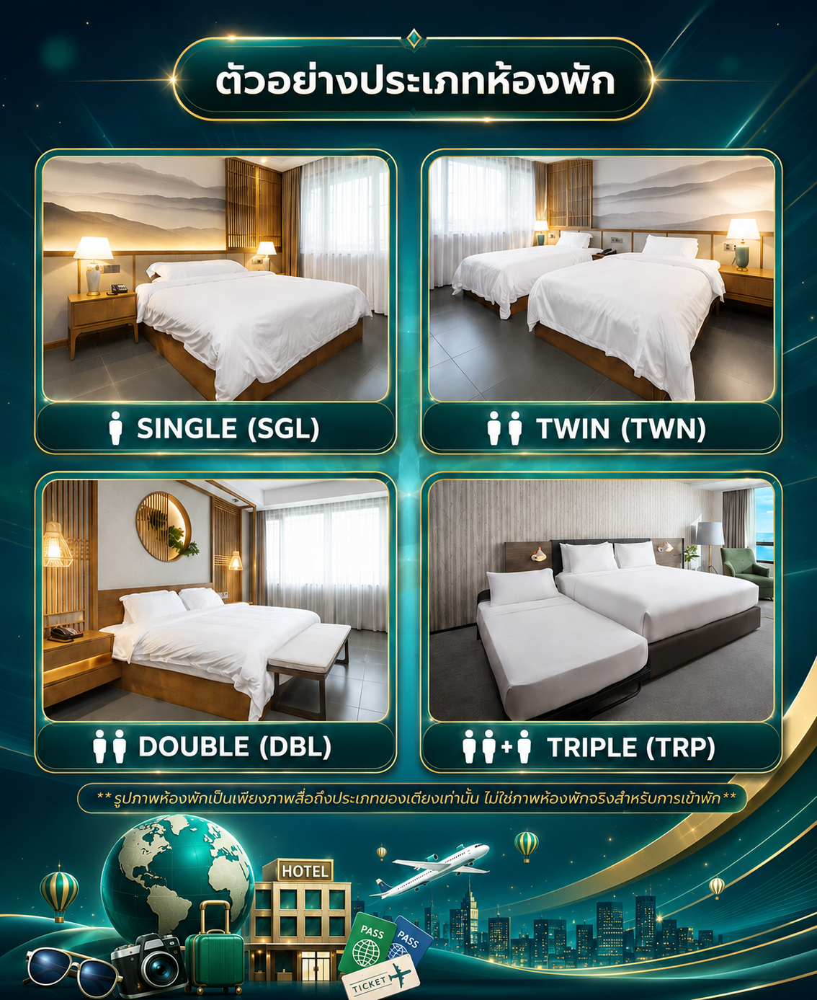 ตัวอย่างประเภทห้องพัก
SINGLE (SGL)
TWIN (TWN)
DOUBLE (DBL)
+ TRIPLE (TRP)
**รูปภาพห้องพักเป็นเพียงภาพสื่อถึงประเภทของเตียงเท่านั้น ไม่ใช่ภาพห้องพักจริงสำหรับการเข้าพัก**
HOTEL
PASS
PASS
TICKET